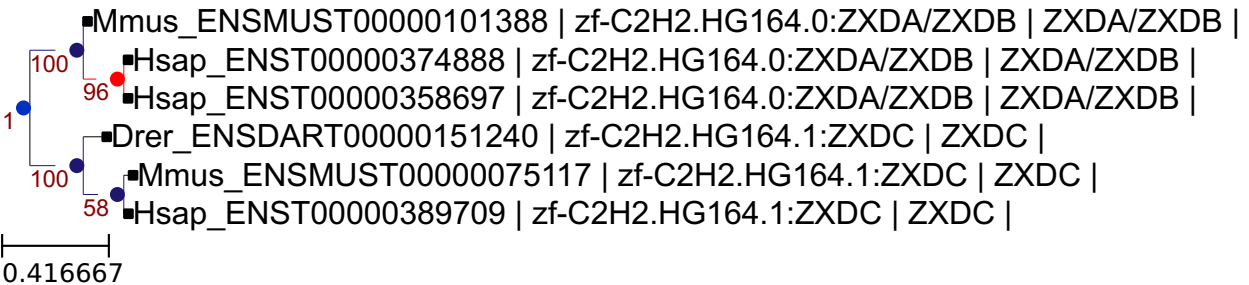 Mmus_ENSMUST00000101388 | zf-C2H2.HG164.0:ZXDA/ZXDB | ZXDA/ZXDB |
100
Hsap_ENST00000374888 | zf-C2H2.HG164.0:ZXDA/ZXDB | ZXDA/ZXDB |
96
Hsap_ENST00000358697 | zf-C2H2.HG164.0:ZXDA/ZXDB | ZXDA/ZXDB |
1
Drer_ENSDART00000151240 | zf-C2H2.HG164.1:ZXDC | ZXDC |
100
Mmus_ENSMUST00000075117 | zf-C2H2.HG164.1:ZXDC | ZXDC |
58
Hsap_ENST00000389709 | zf-C2H2.HG164.1:ZXDC | ZXDC |
0.416667